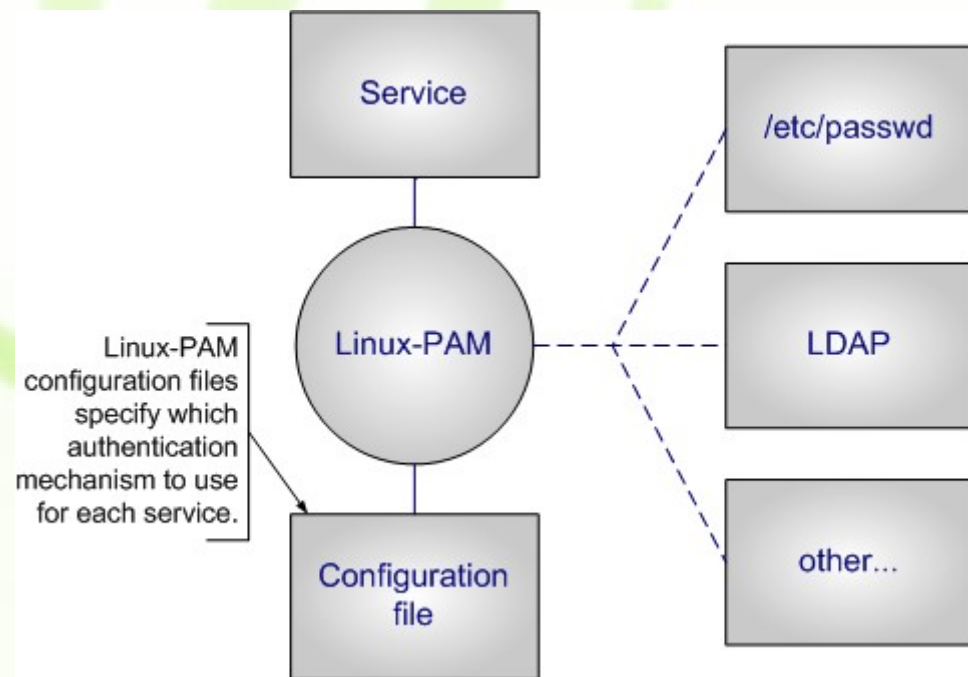 Service
/etc/passwd
Linux-PAM
LDAP
Linux-PAM
configuration files
specify which
authentication
mechanism to use
for each service.
Configuration
file
other...